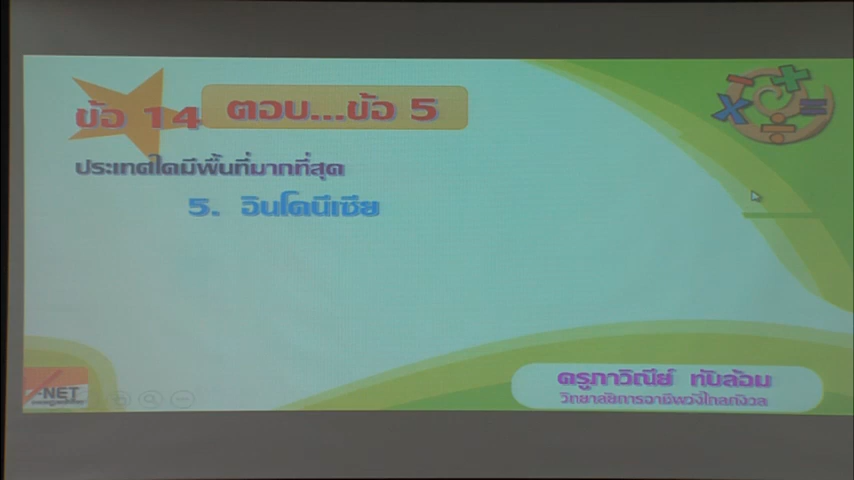 ข้อ 14
ตอบ...ข้อ 5
ประเทศใดมีพื้นที่มากที่สุด
5. อินโดนีเซีย
-NET
ครูภาวิณีย์ ทับล้อม
วิทยาลัยการอาชีพวังไกลกังวล